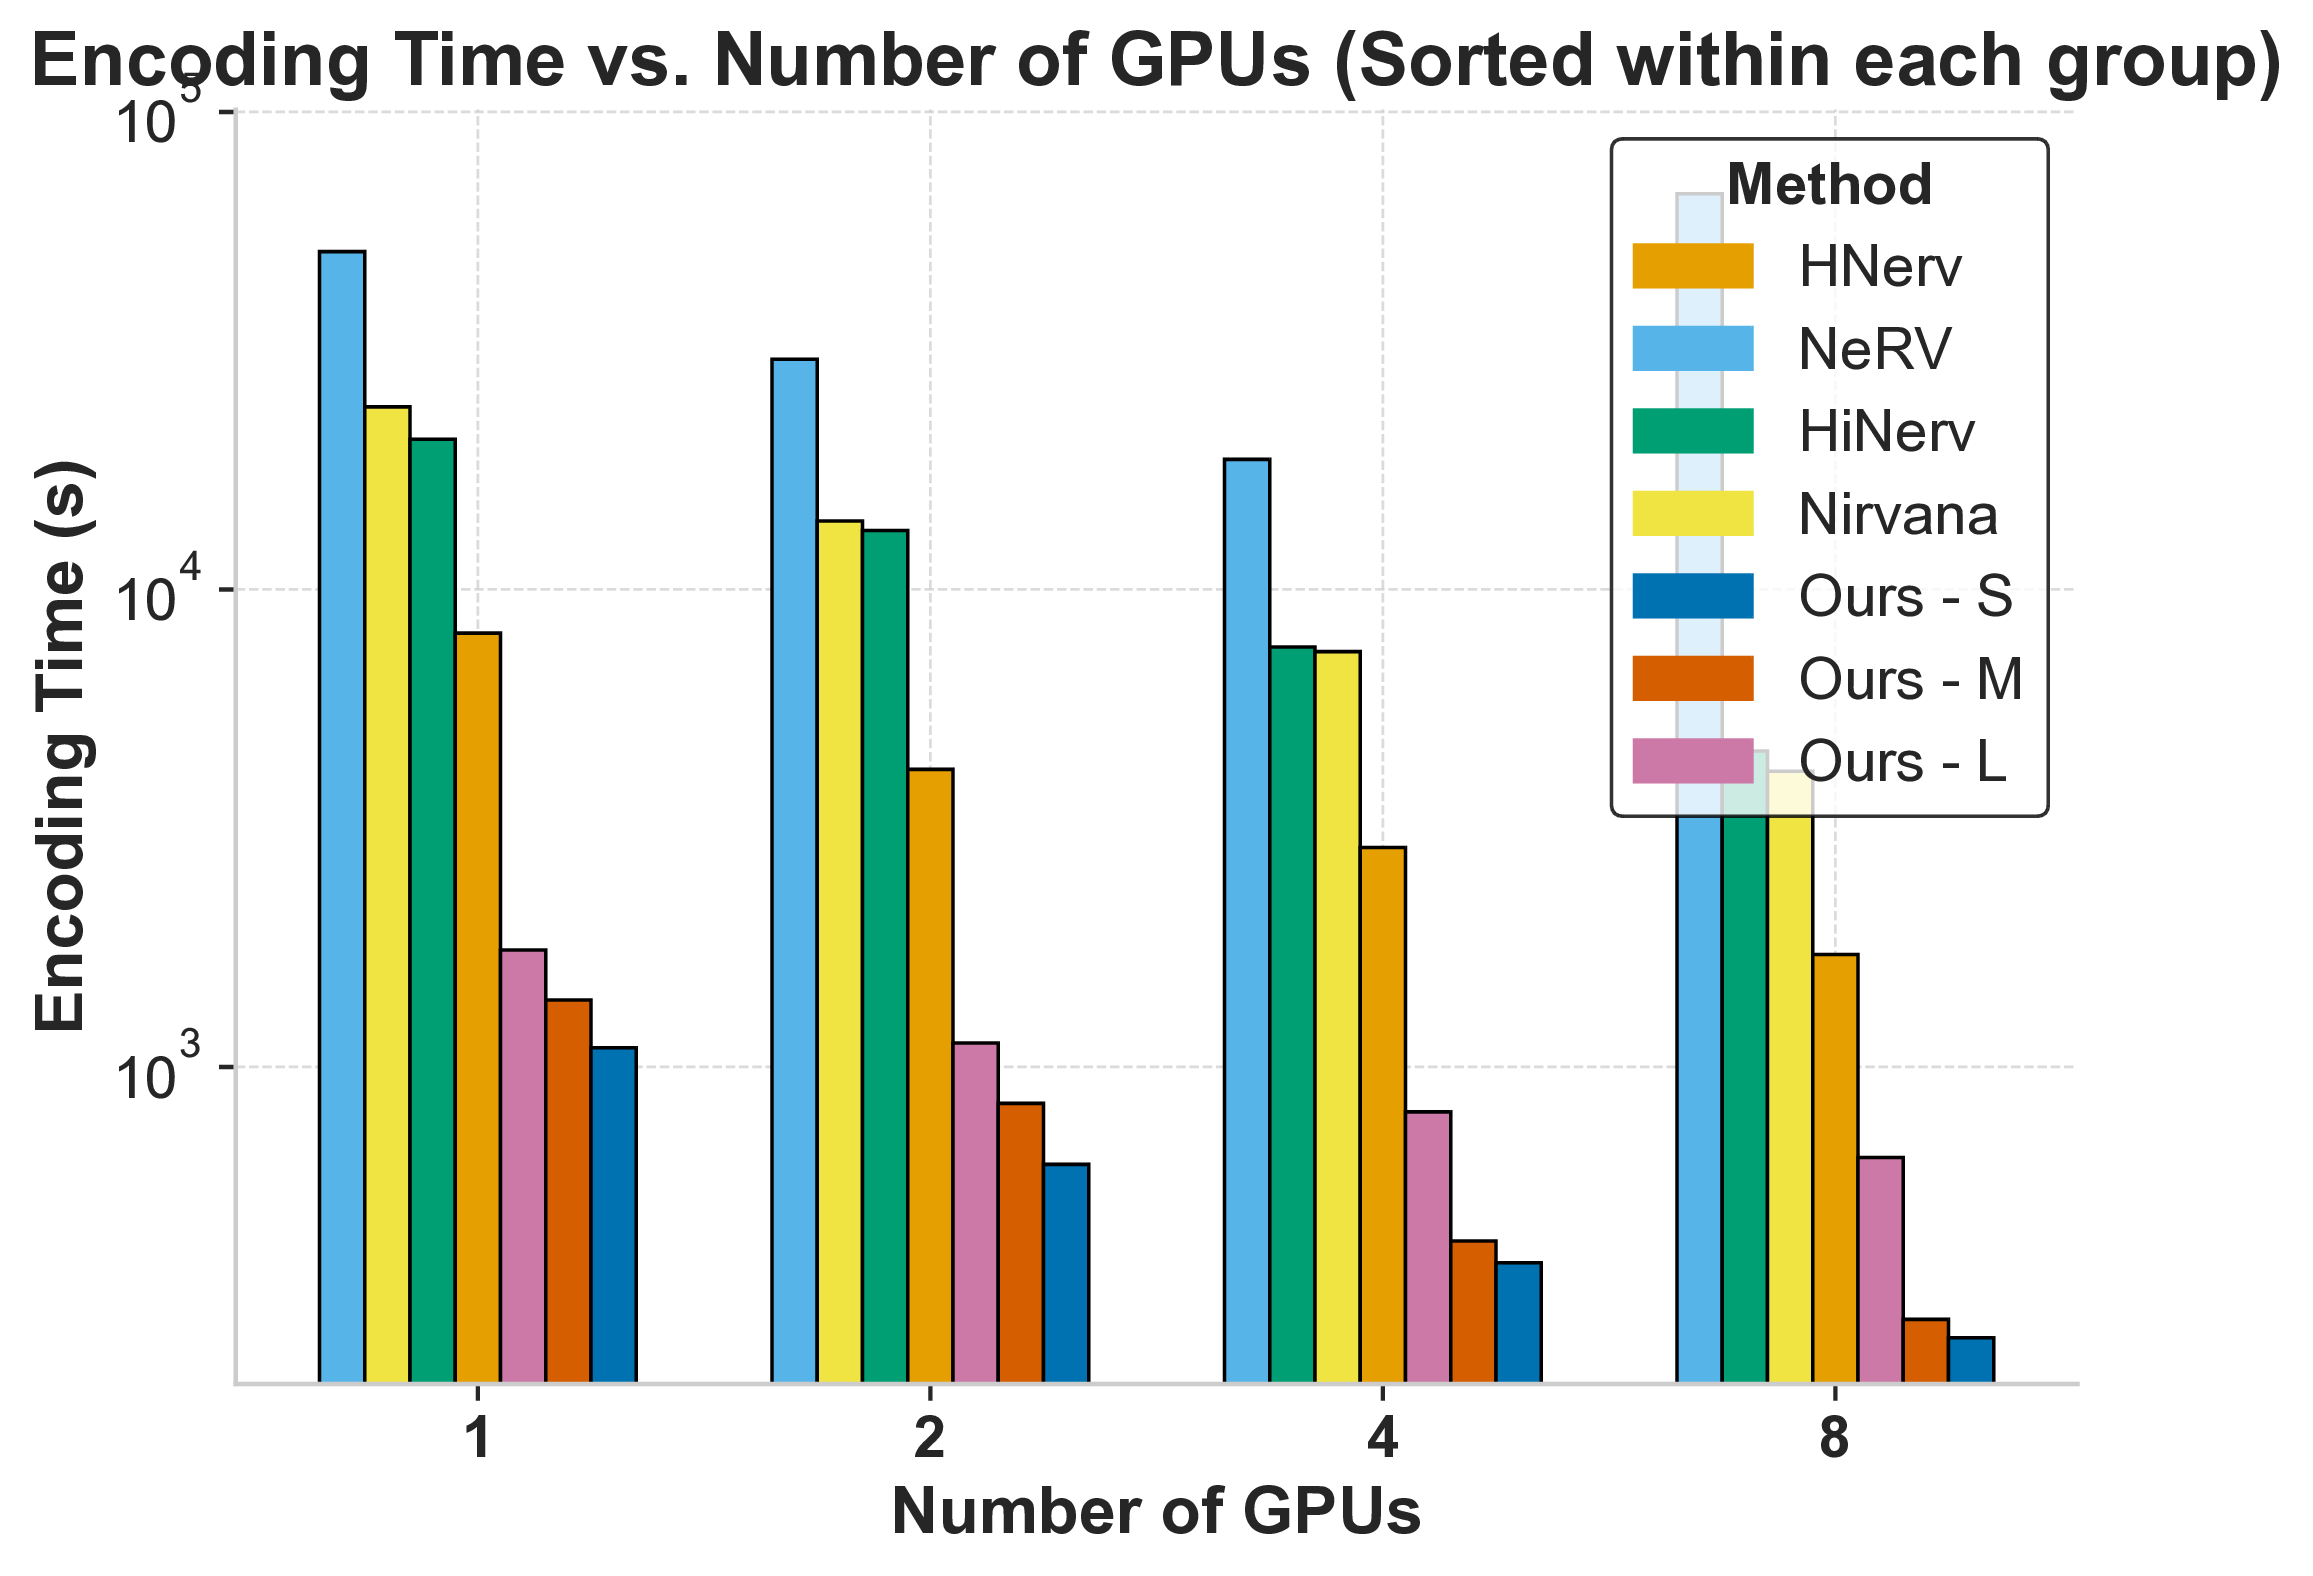 Encoding Time vs. Number of GPUs (Sorted within each group)
10^5
10^4
10^3
Encoding Time (s)
Method
HNerv
NeRV
HiNerv
Nirvana
Ours - S
Ours - M
Ours - L
1 2 4 8
Number of GPUs